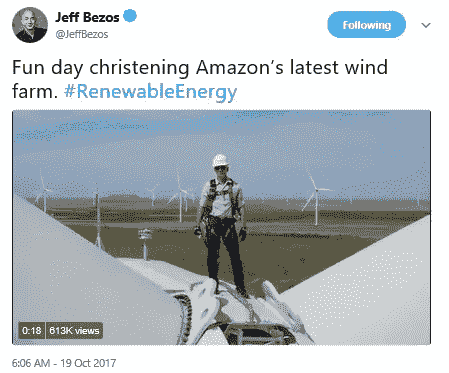 Jeff Bezos
@JeffBezos
Following
Fun day christening Amazon's latest wind
farm. #RenewableEnergy
0:18 613K views
6:06 AM - 19 Oct 2017